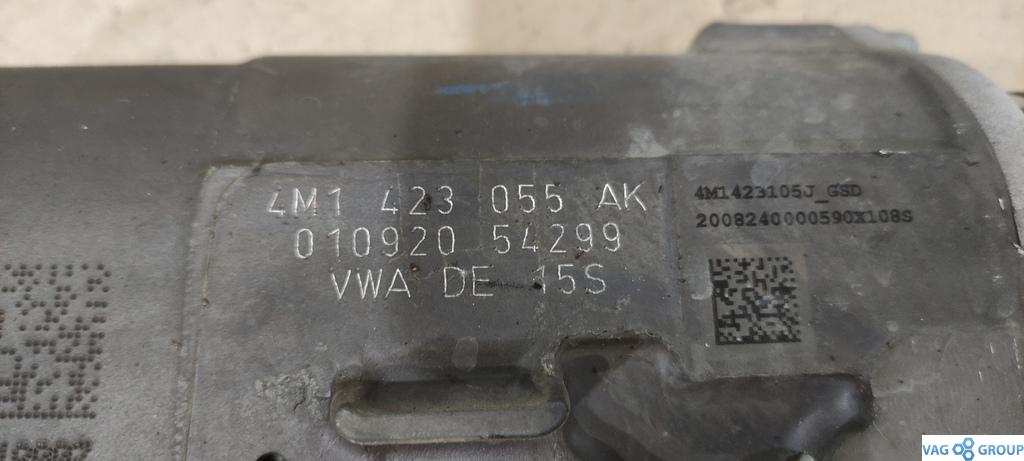 4M1 423 055 AK
010920 54299
VWA DE 15S
4M1423105J_GSD
2008240000590X108S
VAG GROUP